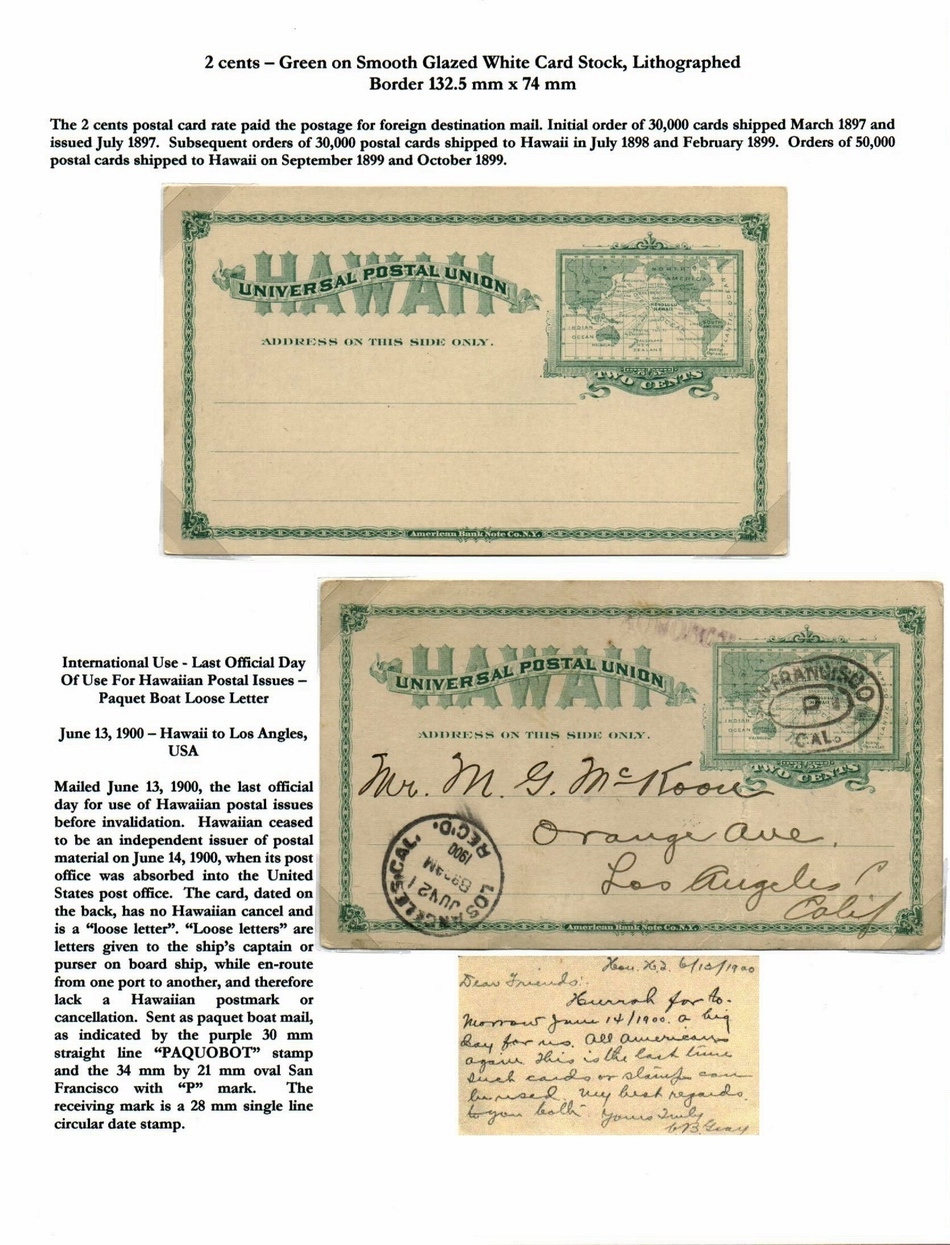 2 cents – Green on Smooth Glazed White Card Stock, Lithographed
Border 132.5 mm x 74 mm
The 2 cents postal card rate paid the postage for foreign destination mail. Initial order of 30,000 cards shipped March 1897 and
issued July 1897. Subsequent orders of 30,000 postal cards shipped to Hawaii in July 1898 and February 1899. Orders of 50,000
postal cards shipped to Hawaii on September 1899 and October 1899.
HAWAII
UNIVERSAL POSTAL UNION
ADDRESS ON THIS SIDE ONLY.
NORTH
AMERICA
HONOLULU
HAWAII
SOUTH
AMERICA
INDIAN
OCEAN
OCEAN
NEW
ZEALAND
TWO CENTS
American Bank Note Co. N.Y.
International Use - Last Official Day
Of Use For Hawaiian Postal Issues –
Paquet Boat Loose Letter
June 13, 1900 – Hawaii to Los Angles,
USA
Mailed June 13, 1900, the last official
day for use of Hawaiian postal issues
before invalidation. Hawaiian ceased
to be an independent issuer of postal
material on June 14, 1900, when its post
office was absorbed into the United
States post office. The card, dated on
the back, has no Hawaiian cancel and
is a “loose letter”. “Loose letters” are
letters given to the ship's captain or
purser on board ship, while en-route
from one port to another, and therefore
lack a Hawaiian postmark or
cancellation. Sent as paquet boat mail,
as indicated by the purple 30 mm
straight line “PAQUOBOT” stamp
and the 34 mm by 21 mm oval San
Francisco with “P” mark. The
receiving mark is a 28 mm single line
circular date stamp.
HAWAII
UNIVERSAL POSTAL UNION
ADDRESS ON THIS SIDE ONLY.
SAN FRANCISCO
P
CAL.
INDIAN
OCEAN
TWO CENTS
Mr. M. G. McKoon
Orange Ave.
Los Angeles
Calif
LOS ANGELES, CAL.
JUN 21
1900
REC'D.
American Bank Note Co. N.Y.
Hon. H.I. 6/13/1900
Dear Friends:
Hurrah for to-
morrow June 14/1900. a big
day for us. All Americans
again. This is the last time
such cards or stamps can
be used. My best regards
to you both. Yours Truly
C B Gray